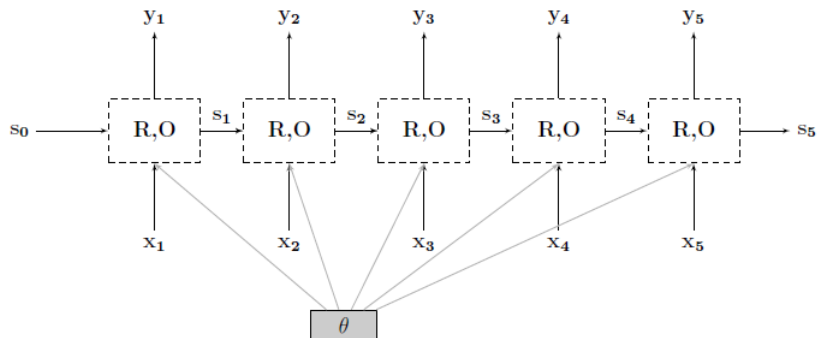 y₁ y₂ y₃ y₄ y₅
s₀ R,O s₁ R,O s₂ R,O s₃ R,O s₄ R,O s₅
x₁ x₂ x₃ x₄ x₅
θ